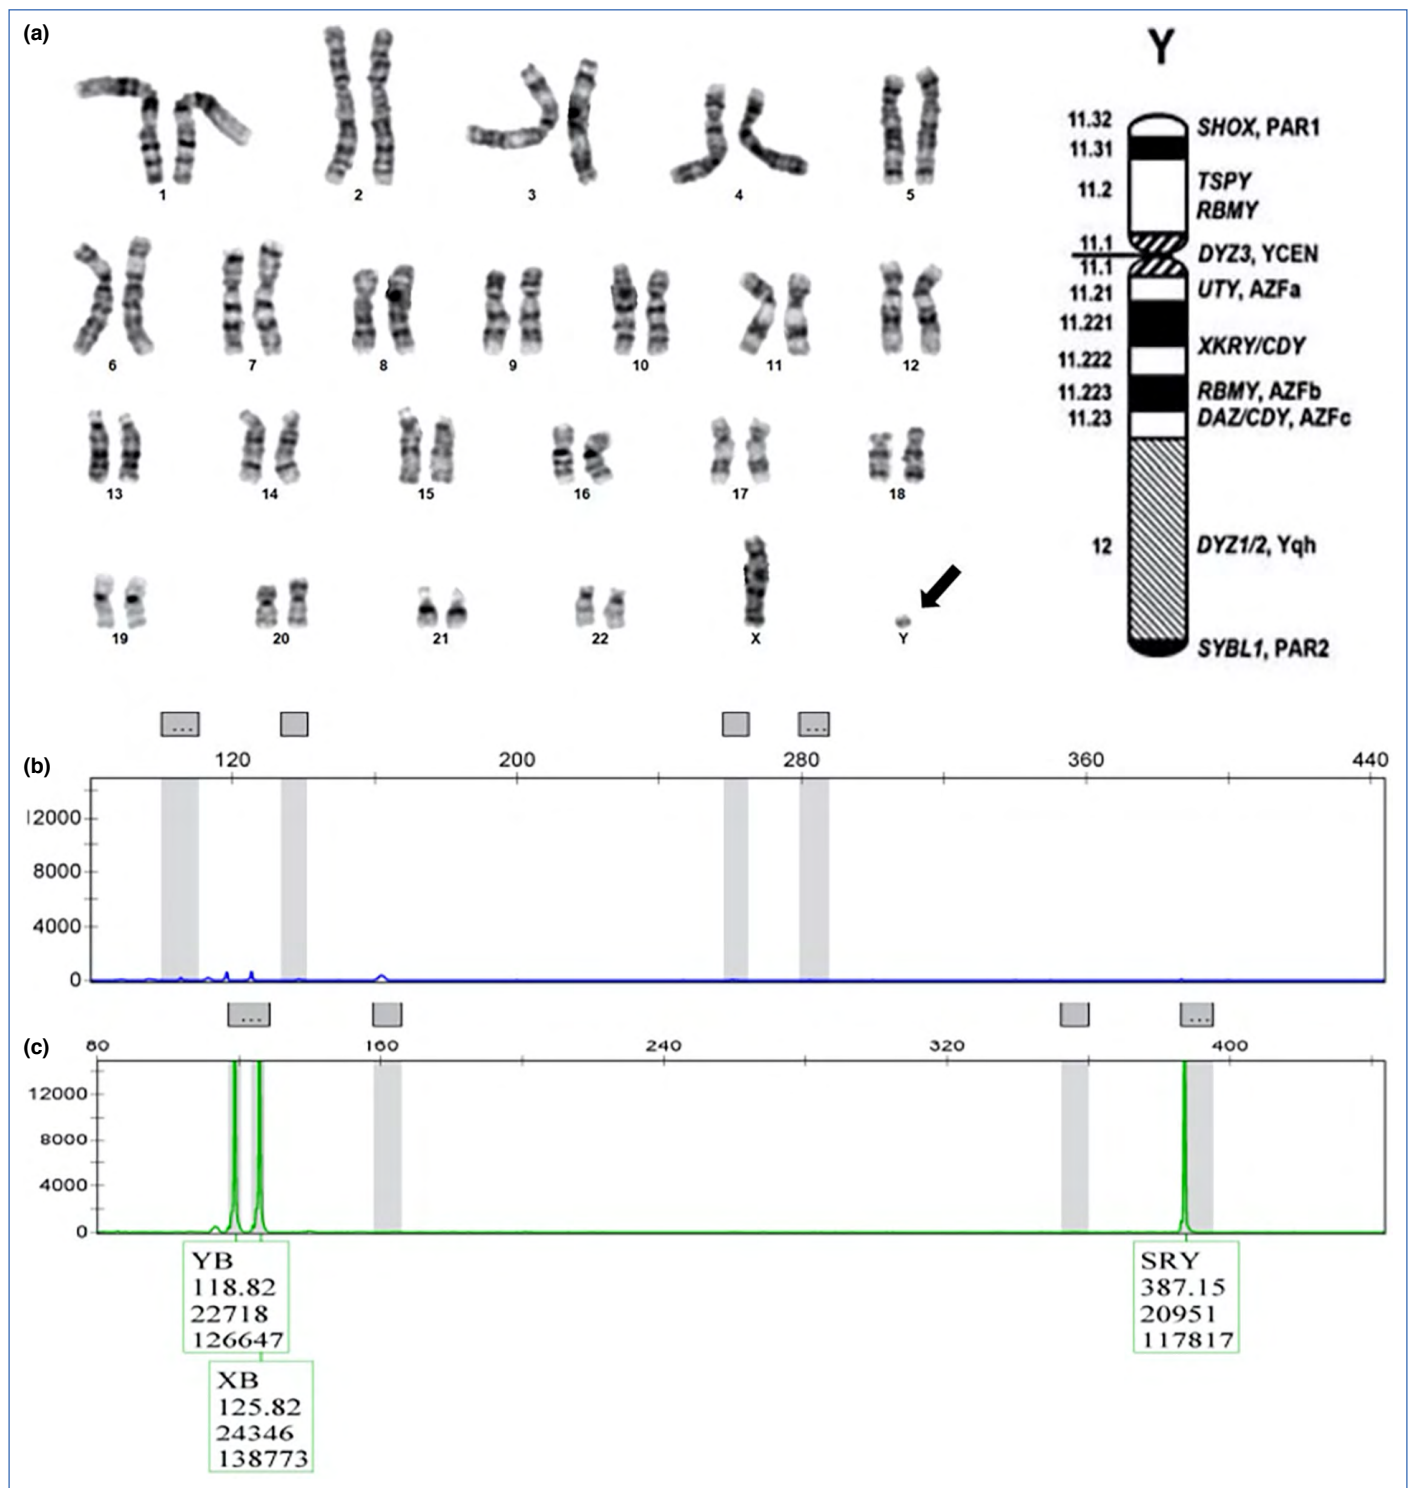 (a)
1 2 3 4 5
6 7 8 9 10 11 12
13 14 15 16 17 18
19 20 21 22 X Y
Y
11.32 SHOX, PAR1
11.31
11.2 TSPY
RBMY
11.1 DYZ3, YCEN
11.1
11.21 UTY, AZFa
11.221
XKRY/CDY
11.222
11.223 RBMY, AZFb
11.23 DAZ/CDY, AZFc
12 DYZ1/2, Yqh
SYBL1, PAR2
... ...
(b)
120 200 280 360 440
12000
8000
4000
0
... ...
(c)
80 160 240 320 400
12000
8000
4000
0
YB
118.82
22718
126647
XB
125.82
24346
138773
SRY
387.15
20951
117817